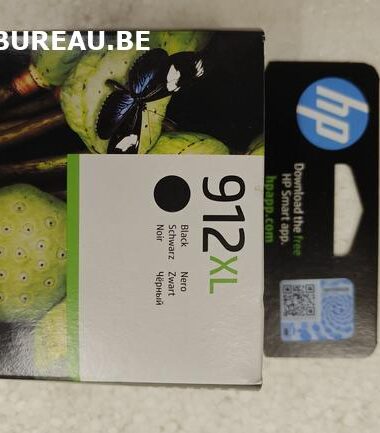 BUREAU.BE
hp
Download the free
HP Smart app.
hpapp.com
912XL
Black
Schwarz
Noir
Nero
Zwart
Чёрный